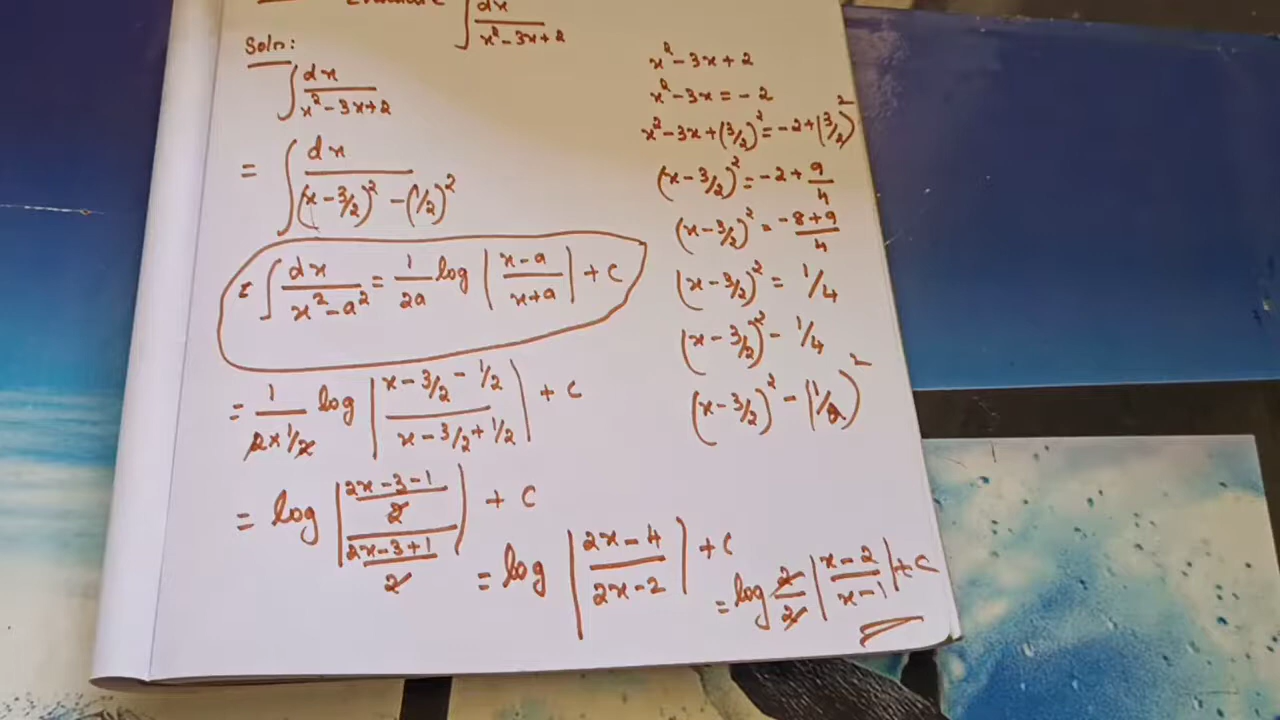 Evaluate ∫ dx / x² - 3x + 2
Soln:
∫ dx / x² - 3x + 2
= ∫ dx / (x - 3/2)² - (1/2)²
∫ dx / x² - a² = 1/2a log | x - a / x + a | + C
= 1 / 2 × 1/2 log | x - 3/2 - 1/2 / x - 3/2 + 1/2 | + C
= log | 2x - 3 - 1 / 2 / 2x - 3 + 1 / 2 | + C
= log | 2x - 4 / 2x - 2 | + C
= log 2/2 | x - 2 / x - 1 | + C
x² - 3x + 2
x² - 3x = - 2
x² - 3x + (3/2)² = - 2 + (3/2)²
(x - 3/2)² = - 2 + 9/4
(x - 3/2)² = - 8 + 9 / 4
(x - 3/2)² = 1/4
(x - 3/2)² - 1/4
(x - 3/2)² - (1/2)²